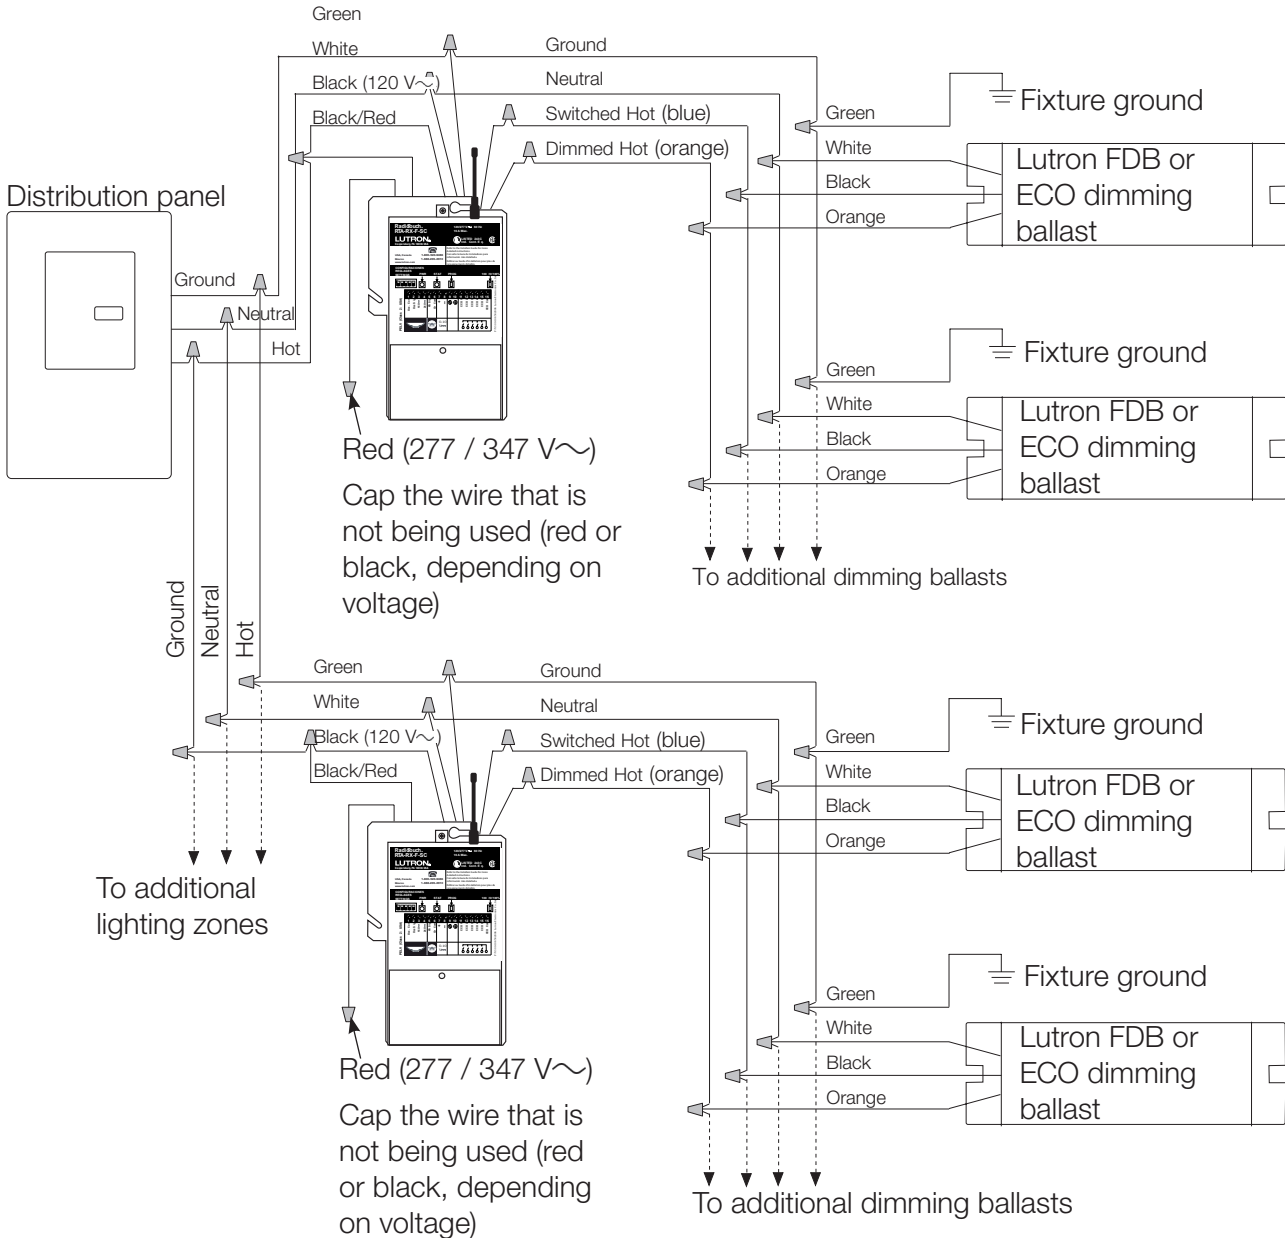 Green
White
Ground
Black (120 V~)
Neutral
Black/Red
Switched Hot (blue)
Dimmed Hot (orange)
Green
Fixture ground
White
Black
Orange
Lutron FDB or
ECO dimming
ballast
Distribution panel
Ground
Neutral
Hot
LUTRON
Green
Fixture ground
White
Black
Orange
Lutron FDB or
ECO dimming
ballast
Red (277 / 347 V~)
Cap the wire that is
not being used (red or
black, depending on
voltage)
To additional dimming ballasts
Ground
Neutral
Hot
Green
Ground
White
Neutral
Black (120 V~)
Switched Hot (blue)
Black/Red
Dimmed Hot (orange)
Green
Fixture ground
White
Black
Orange
Lutron FDB or
ECO dimming
ballast
LUTRON
To additional
lighting zones
Green
Fixture ground
White
Black
Orange
Lutron FDB or
ECO dimming
ballast
Red (277 / 347 V~)
Cap the wire that is
not being used (red
or black, depending
on voltage)
To additional dimming ballasts